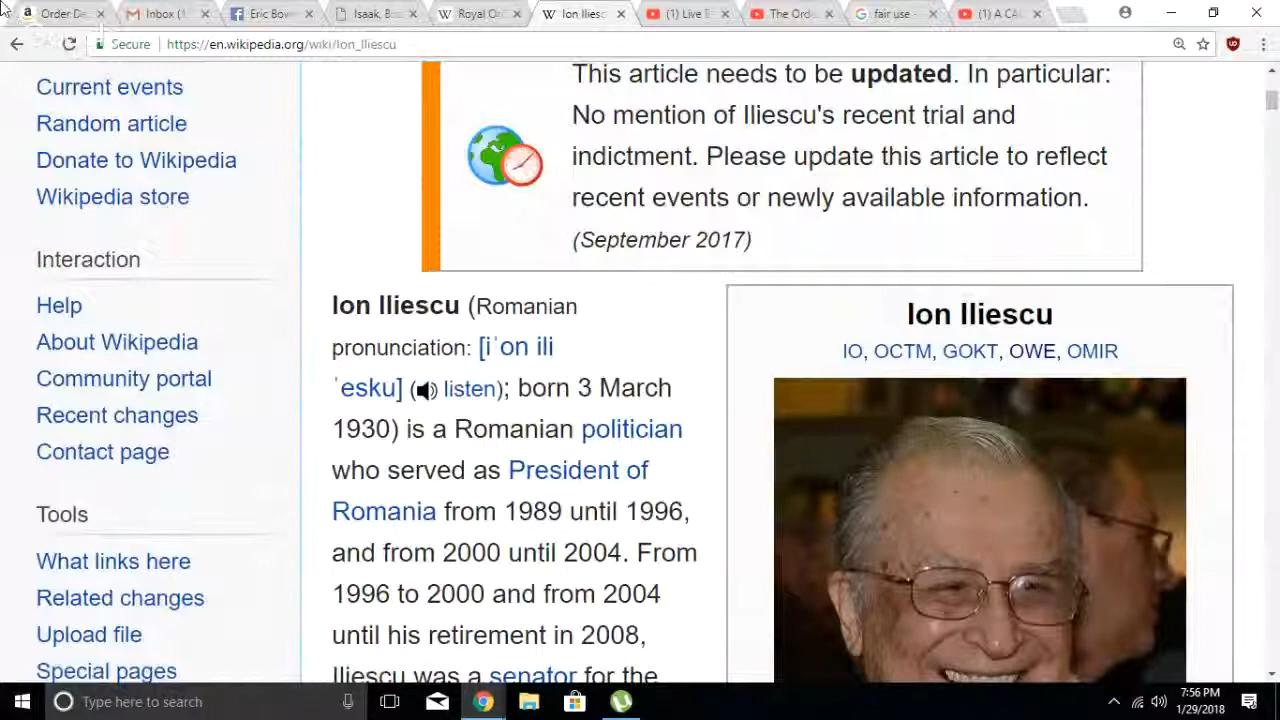 Order De
Inbox (1
Eric Bov
Isaak, B
Royal O
Ion Iliesc
(1) Live I
The Ord
fair use -
(1) A CA
Secure
https://en.wikipedia.org/wiki/Ion_Iliescu
Current events
Random article
Donate to Wikipedia
Wikipedia store
Interaction
Help
About Wikipedia
Community portal
Recent changes
Contact page
Tools
What links here
Related changes
Upload file
Special pages
This article needs to be updated. In particular:
No mention of Iliescu's recent trial and
indictment. Please update this article to reflect
recent events or newly available information.
(September 2017)
Ion Iliescu (Romanian
pronunciation: [iˈon ili
ˈesku] (listen); born 3 March
1930) is a Romanian politician
who served as President of
Romania from 1989 until 1996,
and from 2000 until 2004. From
1996 to 2000 and from 2004
until his retirement in 2008,
Iliescu was a senator for the
Ion Iliescu
IO, OCTM, GOKT, OWE, OMIR
Type here to search
7:56 PM
1/29/2018